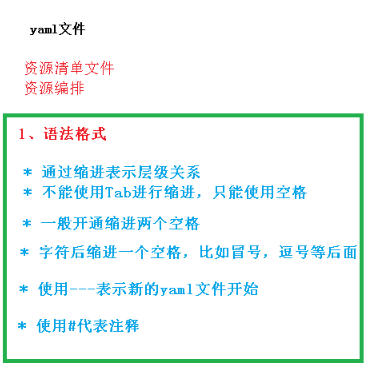 yaml文件
资源清单文件
资源编排
1、语法格式
* 通过缩进表示层级关系
* 不能使用Tab进行缩进，只能使用空格
* 一般开通缩进两个空格
* 字符后缩进一个空格，比如冒号，逗号等后面
* 使用---表示新的yaml文件开始
* 使用#代表注释